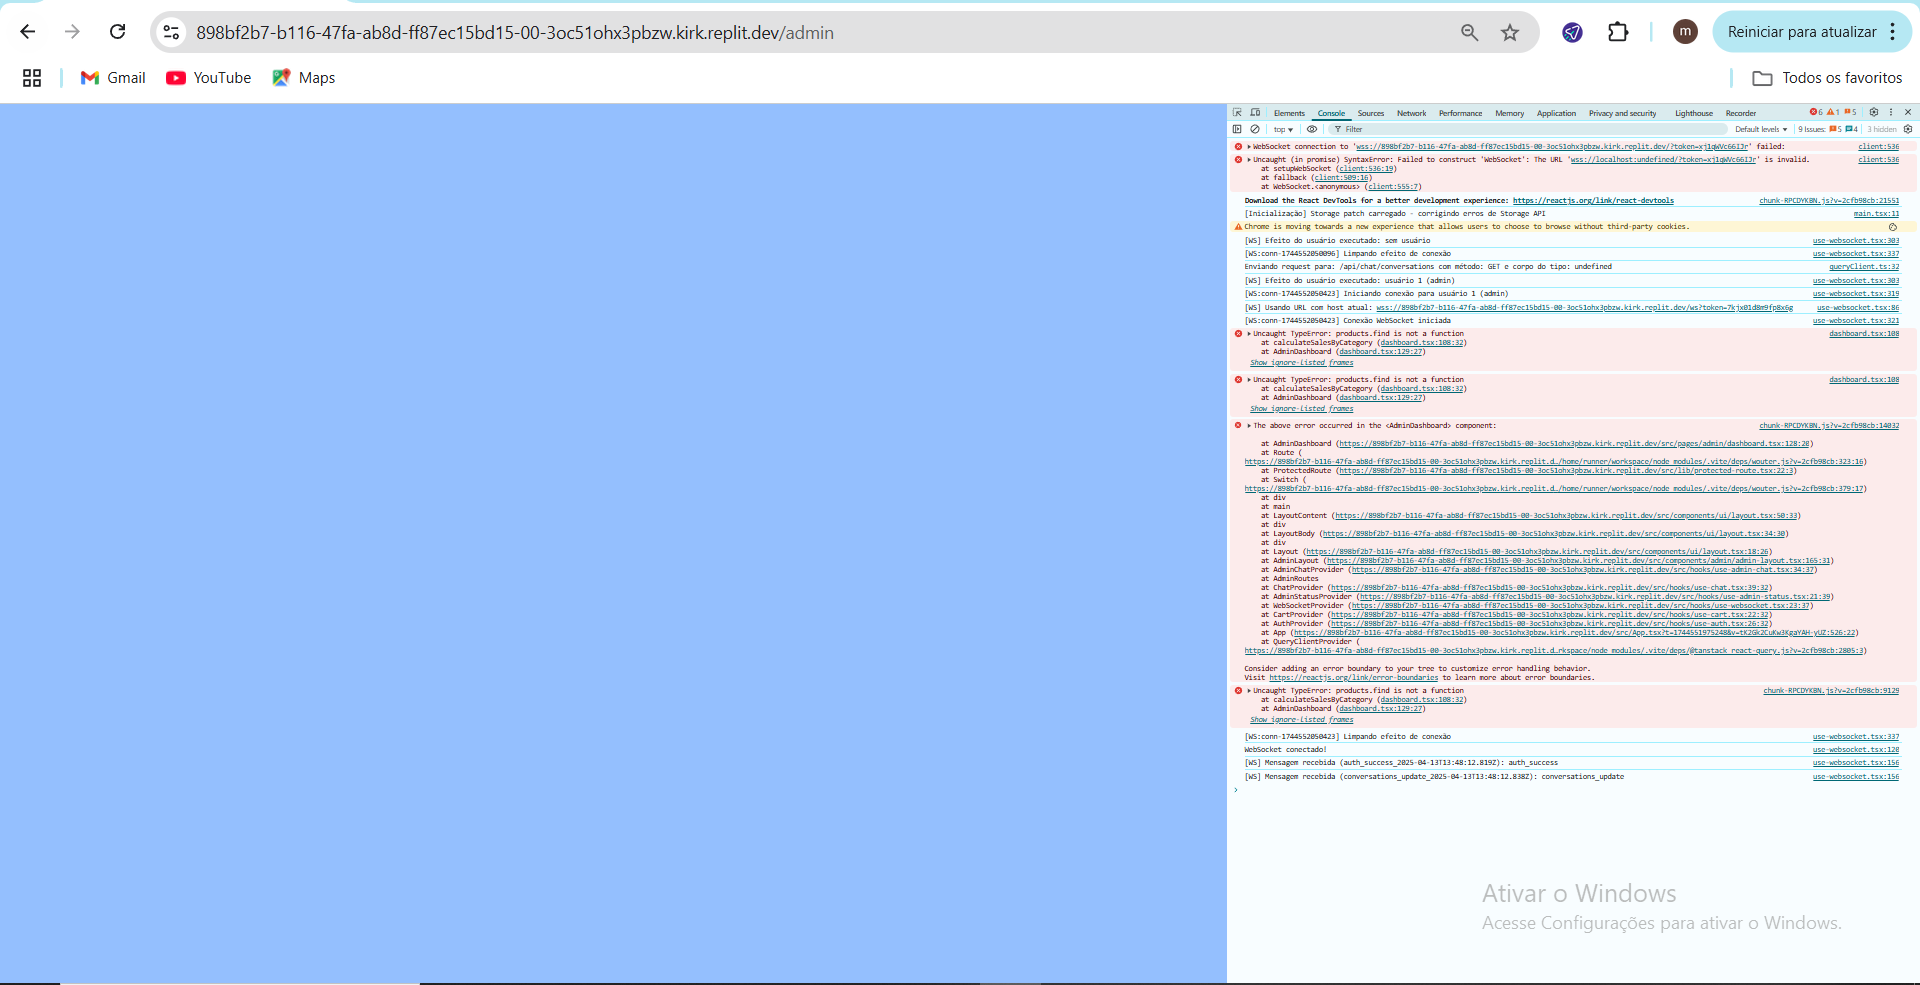 898bf2b7-b116-47fa-ab8d-ff87ec15bd15-00-3oc51ohx3pbzw.kirk.replit.dev/admin
m
Reiniciar para atualizar
Gmail
YouTube
Maps
Todos os favoritos
Elements Console Sources Network Performance Memory Application Privacy and security Lighthouse Recorder
6 1 5
top Filter Default levels 9 Issues: 5 4 3 hidden
WebSocket connection to 'wss://898bf2b7-b116-47fa-ab8d-ff87ec15bd15-00-3oc51ohx3pbzw.kirk.replit.dev/?token=xj1qWVc66IJr' failed: client:536
Uncaught (in promise) SyntaxError: Failed to construct 'WebSocket': The URL 'wss://localhost:undefined/?token=xj1qWVc66IJr' is invalid. client:536
at setupWebSocket (client:536:19)
at fallback (client:509:16)
at WebSocket.<anonymous> (client:555:7)
Download the React DevTools for a better development experience: https://reactjs.org/link/react-devtools chunk-RPCDYKBN.js?v=2cfb98cb:21551
[Inicialização] Storage patch carregado - corrigindo erros de Storage API main.tsx:11
Chrome is moving towards a new experience that allows users to choose to browse without third-party cookies.
[WS] Efeito do usuário executado: sem usuário use-websocket.tsx:303
[WS:conn-1744552050096] Limpando efeito de conexão use-websocket.tsx:337
Enviando request para: /api/chat/conversations com método: GET e corpo do tipo: undefined queryClient.ts:32
[WS] Efeito do usuário executado: usuário 1 (admin) use-websocket.tsx:303
[WS:conn-1744552050423] Iniciando conexão para usuário 1 (admin) use-websocket.tsx:319
[WS] Usando URL com host atual: wss://898bf2b7-b116-47fa-ab8d-ff87ec15bd15-00-3oc51ohx3pbzw.kirk.replit.dev/ws?token=7kjx01d8m9fp8x6g use-websocket.tsx:86
[WS:conn-1744552050423] Conexão WebSocket iniciada use-websocket.tsx:321
Uncaught TypeError: products.find is not a function dashboard.tsx:108
at calculateSalesByCategory (dashboard.tsx:108:32)
at AdminDashboard (dashboard.tsx:129:27)
Show ignore-listed frames
Uncaught TypeError: products.find is not a function dashboard.tsx:108
at calculateSalesByCategory (dashboard.tsx:108:32)
at AdminDashboard (dashboard.tsx:129:27)
Show ignore-listed frames
The above error occurred in the <AdminDashboard> component: chunk-RPCDYKBN.js?v=2cfb98cb:14032
at AdminDashboard (https://898bf2b7-b116-47fa-ab8d-ff87ec15bd15-00-3oc51ohx3pbzw.kirk.replit.dev/src/pages/admin/dashboard.tsx:128:20)
at Route (
https://898bf2b7-b116-47fa-ab8d-ff87ec15bd15-00-3oc51ohx3pbzw.kirk.replit.d…/home/runner/workspace/node_modules/.vite/deps/wouter.js?v=2cfb98cb:323:16)
at ProtectedRoute (https://898bf2b7-b116-47fa-ab8d-ff87ec15bd15-00-3oc51ohx3pbzw.kirk.replit.dev/src/lib/protected-route.tsx:22:3)
at Switch (
https://898bf2b7-b116-47fa-ab8d-ff87ec15bd15-00-3oc51ohx3pbzw.kirk.replit.d…/home/runner/workspace/node_modules/.vite/deps/wouter.js?v=2cfb98cb:379:17)
at div
at main
at LayoutContent (https://898bf2b7-b116-47fa-ab8d-ff87ec15bd15-00-3oc51ohx3pbzw.kirk.replit.dev/src/components/ui/layout.tsx:50:33)
at div
at LayoutBody (https://898bf2b7-b116-47fa-ab8d-ff87ec15bd15-00-3oc51ohx3pbzw.kirk.replit.dev/src/components/ui/layout.tsx:34:30)
at div
at Layout (https://898bf2b7-b116-47fa-ab8d-ff87ec15bd15-00-3oc51ohx3pbzw.kirk.replit.dev/src/components/ui/layout.tsx:18:26)
at AdminLayout (https://898bf2b7-b116-47fa-ab8d-ff87ec15bd15-00-3oc51ohx3pbzw.kirk.replit.dev/src/components/admin/admin-layout.tsx:165:31)
at AdminChatProvider (https://898bf2b7-b116-47fa-ab8d-ff87ec15bd15-00-3oc51ohx3pbzw.kirk.replit.dev/src/hooks/use-admin-chat.tsx:34:37)
at AdminRoutes
at ChatProvider (https://898bf2b7-b116-47fa-ab8d-ff87ec15bd15-00-3oc51ohx3pbzw.kirk.replit.dev/src/hooks/use-chat.tsx:39:32)
at AdminStatusProvider (https://898bf2b7-b116-47fa-ab8d-ff87ec15bd15-00-3oc51ohx3pbzw.kirk.replit.dev/src/hooks/use-admin-status.tsx:21:39)
at WebSocketProvider (https://898bf2b7-b116-47fa-ab8d-ff87ec15bd15-00-3oc51ohx3pbzw.kirk.replit.dev/src/hooks/use-websocket.tsx:23:37)
at CartProvider (https://898bf2b7-b116-47fa-ab8d-ff87ec15bd15-00-3oc51ohx3pbzw.kirk.replit.dev/src/hooks/use-cart.tsx:22:32)
at AuthProvider (https://898bf2b7-b116-47fa-ab8d-ff87ec15bd15-00-3oc51ohx3pbzw.kirk.replit.dev/src/hooks/use-auth.tsx:26:32)
at App (https://898bf2b7-b116-47fa-ab8d-ff87ec15bd15-00-3oc51ohx3pbzw.kirk.replit.dev/src/App.tsx?t=1744551975248&v=tK2Gk2CuKw3KgaYAH-yUZ:526:22)
at QueryClientProvider (
https://898bf2b7-b116-47fa-ab8d-ff87ec15bd15-00-3oc51ohx3pbzw.kirk.replit.d…rkspace/node_modules/.vite/deps/@tanstack_react-query.js?v=2cfb98cb:2805:3)
Consider adding an error boundary to your tree to customize error handling behavior.
Visit https://reactjs.org/link/error-boundaries to learn more about error boundaries.
Uncaught TypeError: products.find is not a function chunk-RPCDYKBN.js?v=2cfb98cb:9129
at calculateSalesByCategory (dashboard.tsx:108:32)
at AdminDashboard (dashboard.tsx:129:27)
Show ignore-listed frames
[WS:conn-1744552050423] Limpando efeito de conexão use-websocket.tsx:337
WebSocket conectado! use-websocket.tsx:120
[WS] Mensagem recebida (auth_success_2025-04-13T13:48:12.819Z): auth_success use-websocket.tsx:156
[WS] Mensagem recebida (conversations_update_2025-04-13T13:48:12.838Z): conversations_update use-websocket.tsx:156
Ativar o Windows
Acesse Configurações para ativar o Windows.